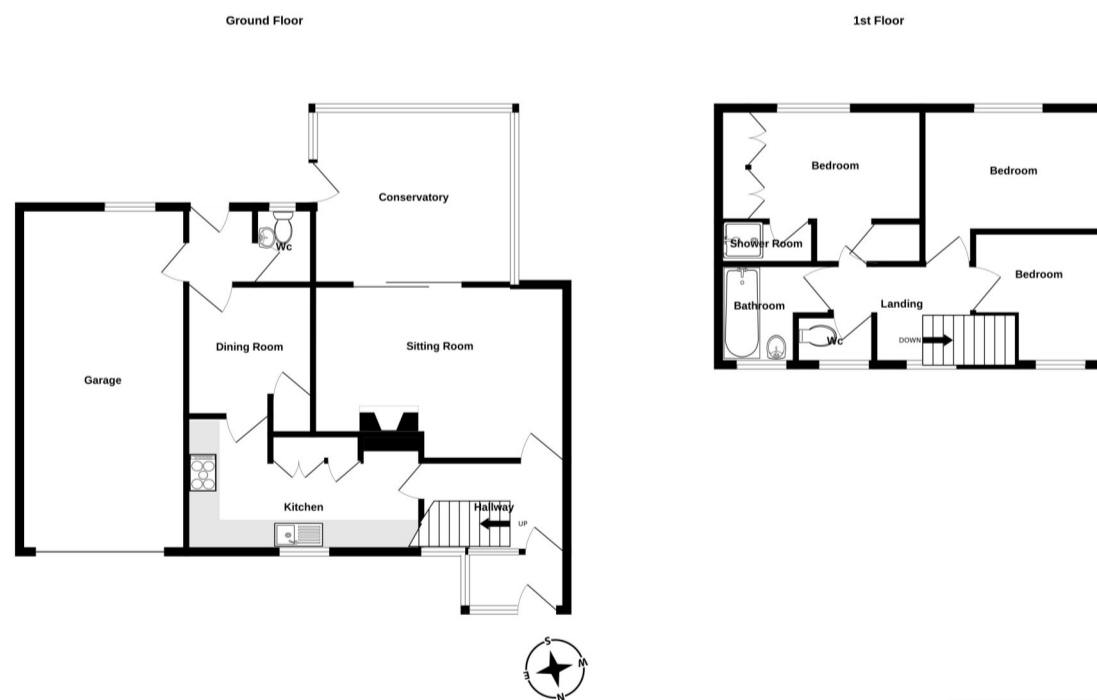 Ground Floor
1st Floor
Conservatory
Wc
Dining Room
Sitting Room
Garage
Kitchen
Hallway
UP
S
W
E
N
Bedroom
Bedroom
Shower Room
Bedroom
Bathroom
Landing
Wc
DOWN